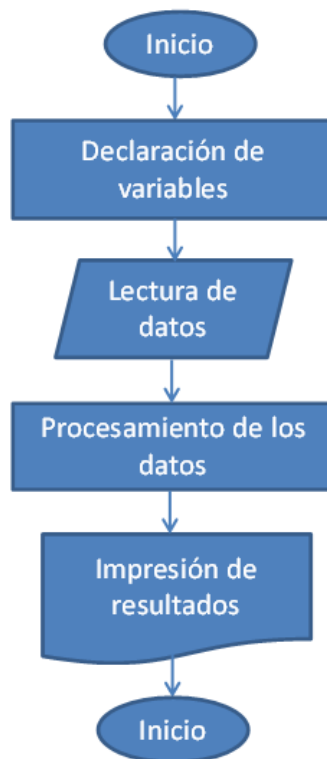 Inicio
Declaración de
variables
Lectura de
datos
Procesamiento de los
datos
Impresión de
resultados
Inicio